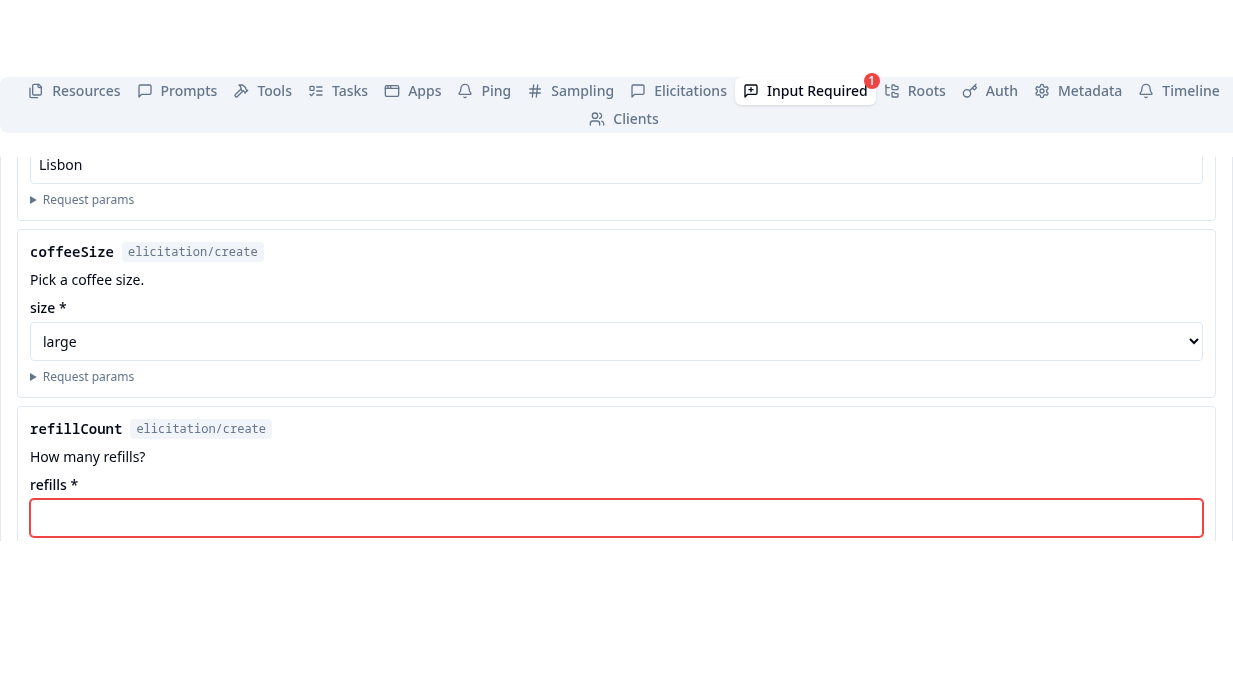 Resources Prompts Tools Tasks Apps Ping Sampling Elicitations Input Required 1 Roots Auth Metadata Timeline
Clients
Lisbon
Request params
coffeeSize elicitation/create
Pick a coffee size.
size *
large
Request params
refillCount elicitation/create
How many refills?
refills *